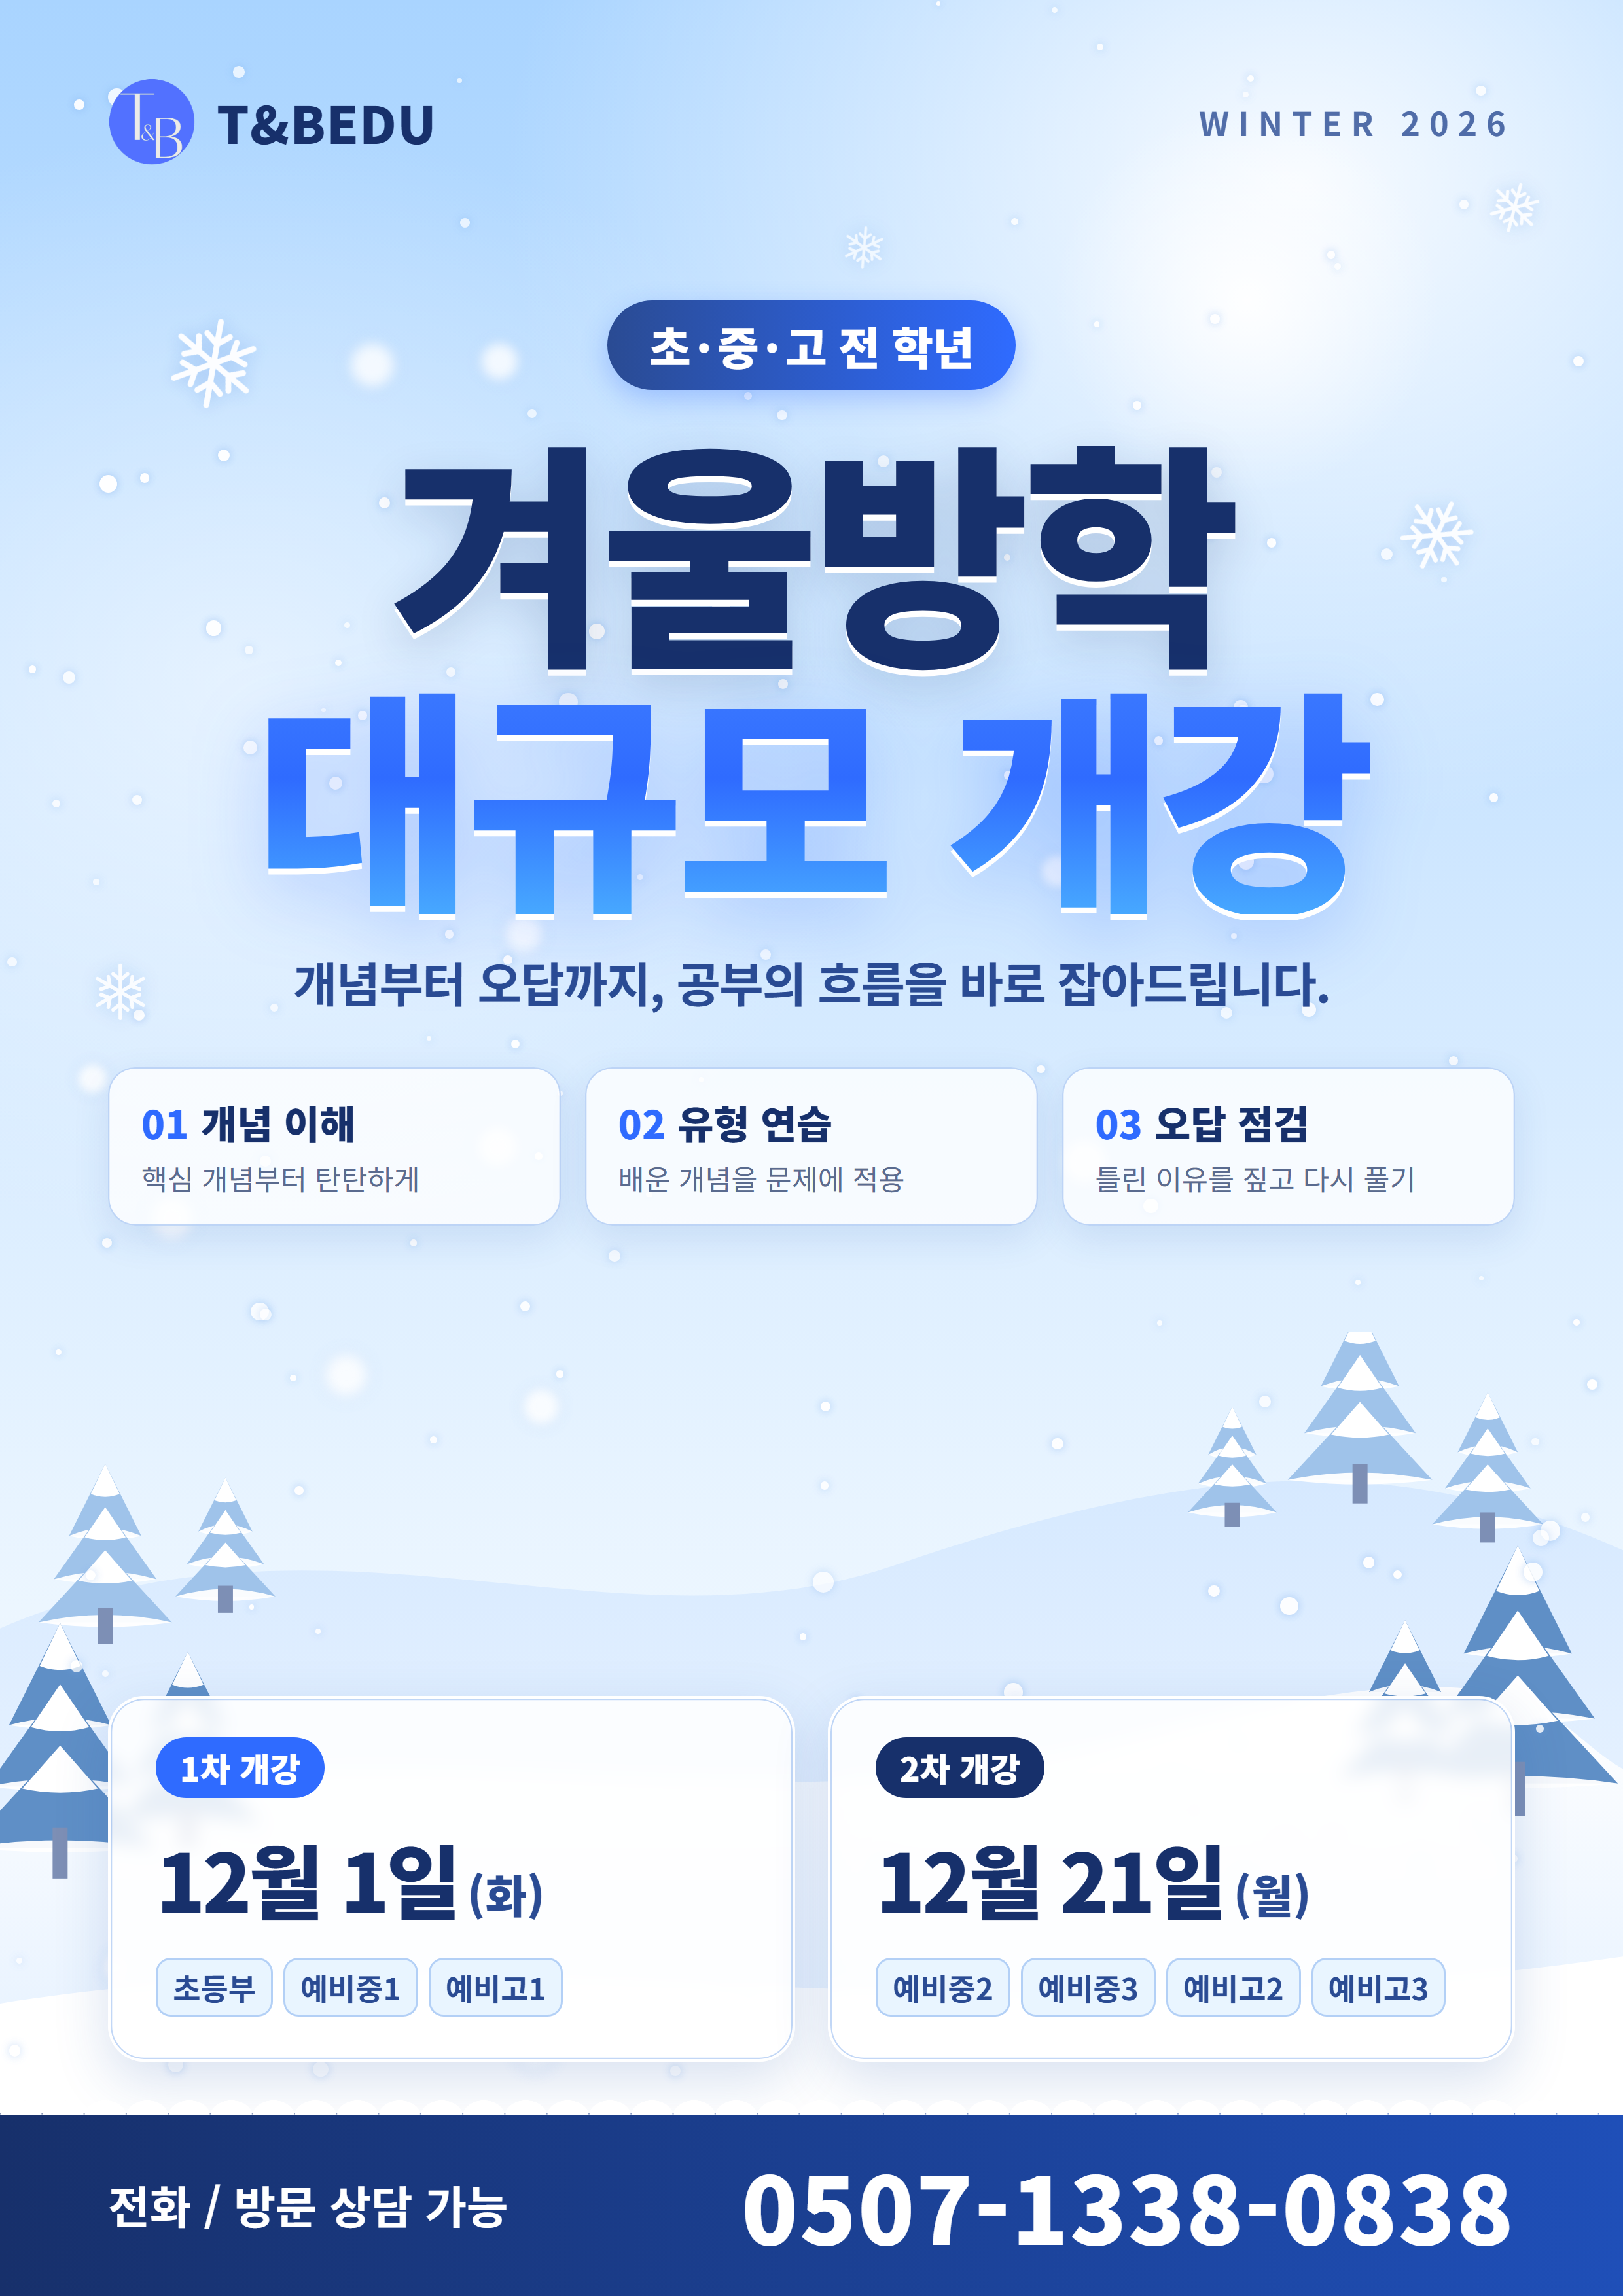 T&B
T&BEDU
WINTER 2026
초·중·고 전 학년
겨울방학
대규모 개강
개념부터 오답까지, 공부의 흐름을 바로 잡아드립니다.
01 개념 이해
핵심 개념부터 탄탄하게
02 유형 연습
배운 개념을 문제에 적용
03 오답 점검
틀린 이유를 짚고 다시 풀기
1차 개강
12월 1일 (화)
초등부 예비중1 예비고1
2차 개강
12월 21일 (월)
예비중2 예비중3 예비고2 예비고3
전화 / 방문 상담 가능
0507-1338-0838